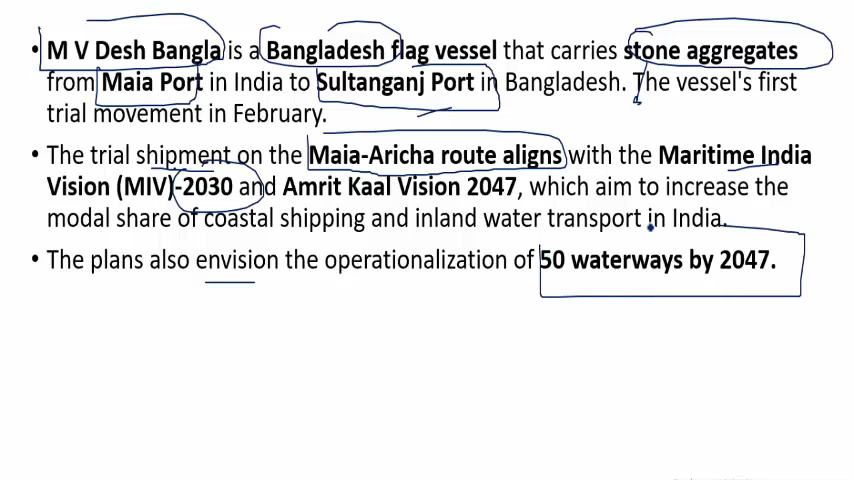 • M V Desh Bangla is a Bangladesh flag vessel that carries stone aggregates
from Maia Port in India to Sultanganj Port in Bangladesh. The vessel's first
trial movement in February.
• The trial shipment on the Maia-Aricha route aligns with the Maritime India
Vision (MIV)-2030 and Amrit Kaal Vision 2047, which aim to increase the
modal share of coastal shipping and inland water transport in India.
• The plans also envision the operationalization of 50 waterways by 2047.